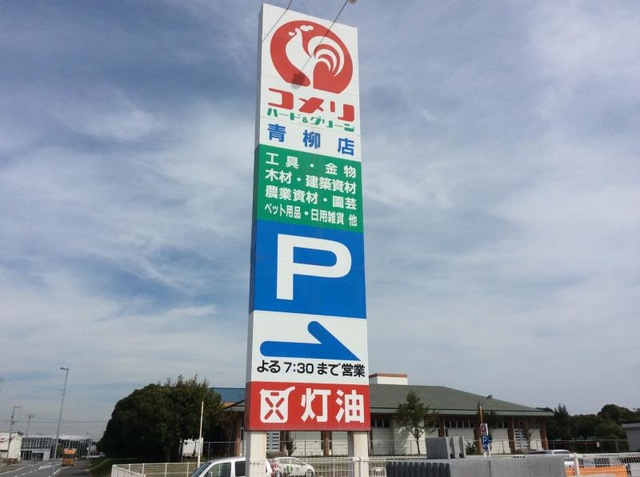 コメリ
ハード&グリーン
青柳店
工具・金物
木材・建築資材
農業資材・園芸
ペット用品・日用雑貨 他
P
よる7:30まで営業
灯油